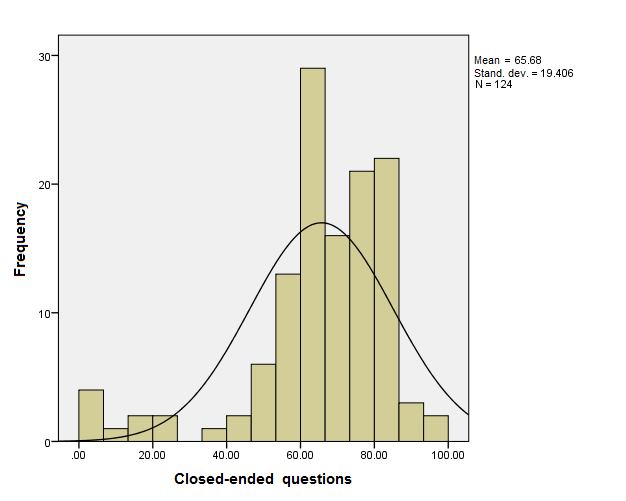 Mean = 65.68
Stand. dev. = 19.406
N = 124
Frequency
30
20
10
0
.00 20.00 40.00 60.00 80.00 100.00
Closed-ended questions